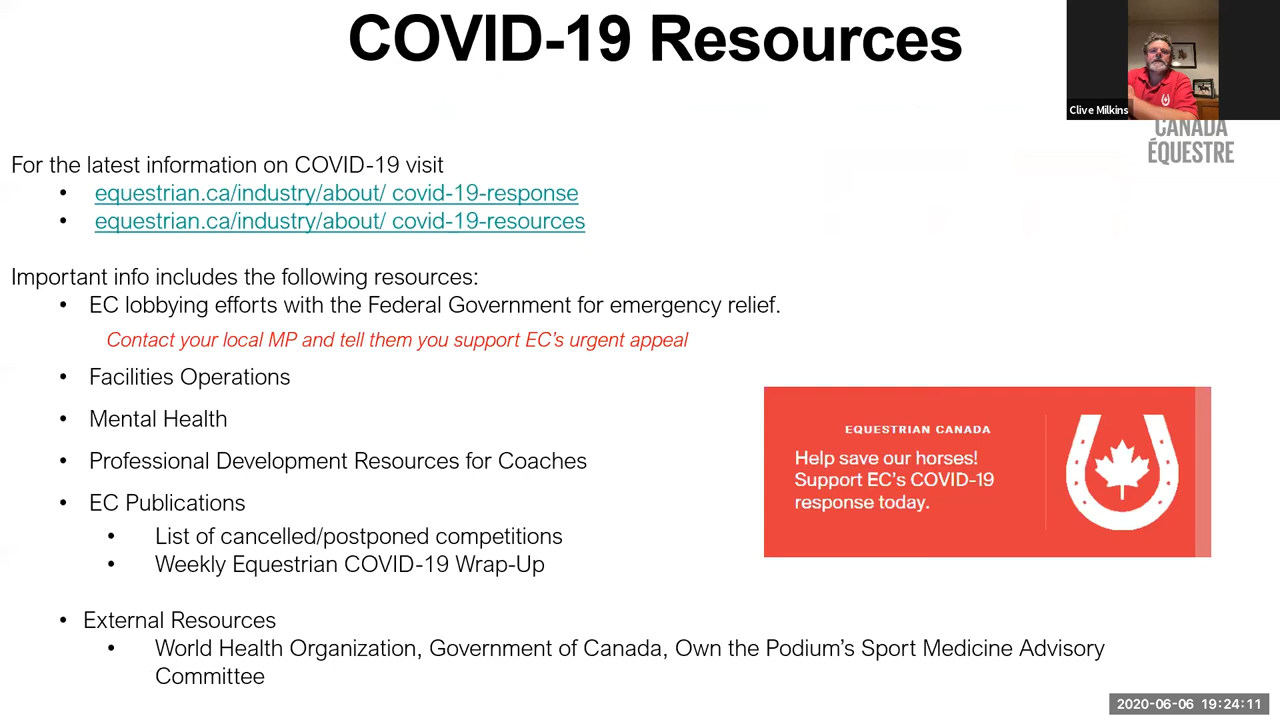 COVID-19 Resources
Clive Milkins
CANADA
ÉQUESTRE
For the latest information on COVID-19 visit
• equestrian.ca/industry/about/ covid-19-response
• equestrian.ca/industry/about/ covid-19-resources
Important info includes the following resources:
• EC lobbying efforts with the Federal Government for emergency relief.
Contact your local MP and tell them you support EC’s urgent appeal
• Facilities Operations
• Mental Health
• Professional Development Resources for Coaches
• EC Publications
• List of cancelled/postponed competitions
• Weekly Equestrian COVID-19 Wrap-Up
EQUESTRIAN CANADA
Help save our horses!
Support EC's COVID-19
response today.
• External Resources
• World Health Organization, Government of Canada, Own the Podium’s Sport Medicine Advisory
Committee
2020-06-06 19:24:11